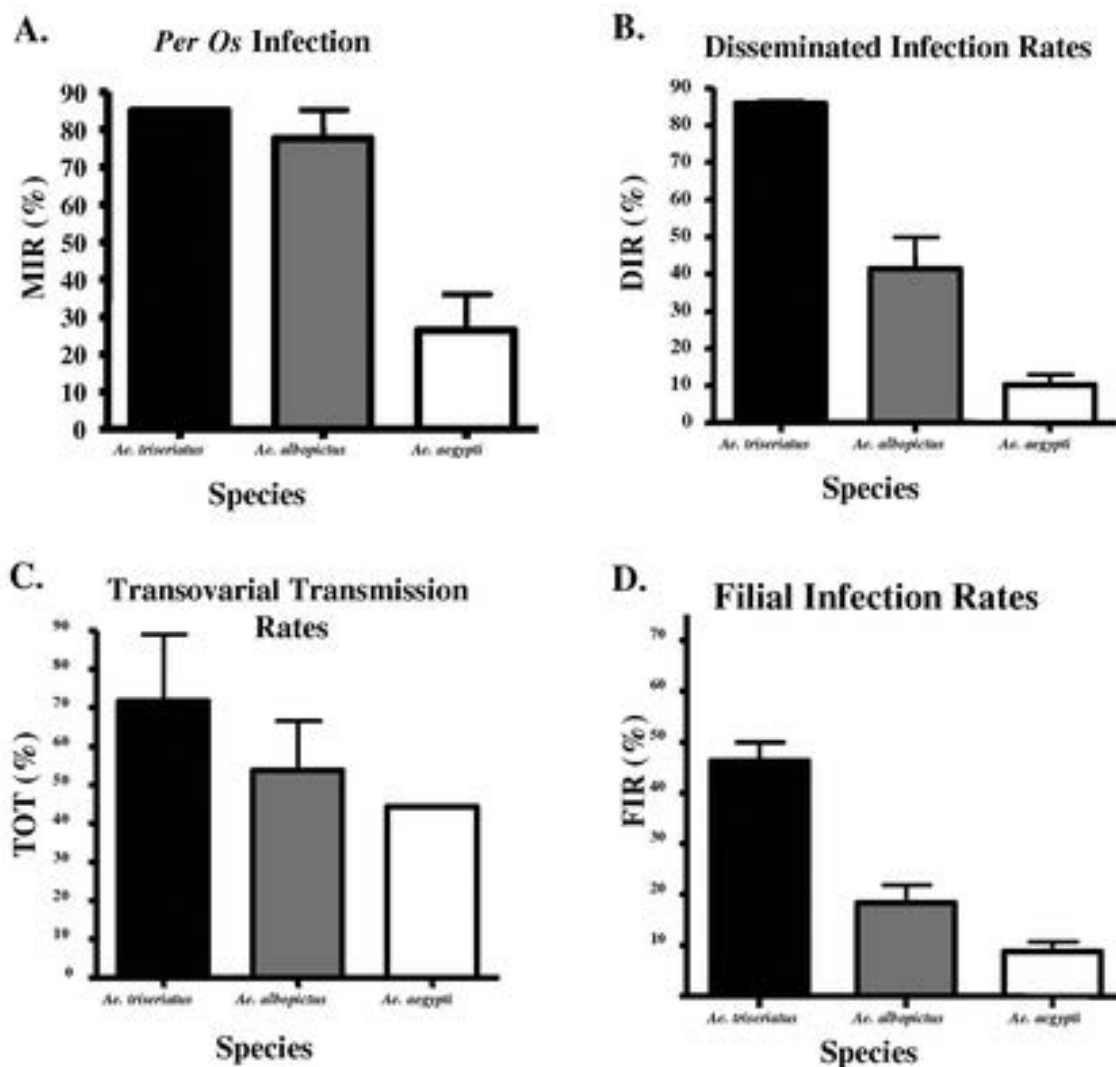 A.
Per Os Infection
90
80
70
60
50
40
30
20
10
0
MIR (%)
Ae. triseriatus Ae. albopictus Ae. aegypti
Species
B.
Disseminated Infection Rates
90
80
70
60
50
40
30
20
10
0
DIR (%)
Ae. triseriatus Ae. albopictus Ae. aegypti
Species
C.
Transovarial Transmission
Rates
90
80
70
60
50
40
30
20
10
0
TOT (%)
Ae. triseriatus Ae. albopictus Ae. aegypti
Species
D.
Filial Infection Rates
70
60
50
40
30
20
10
FIR (%)
Ae. triseriatus Ae. albopictus Ae. aegypti
Species